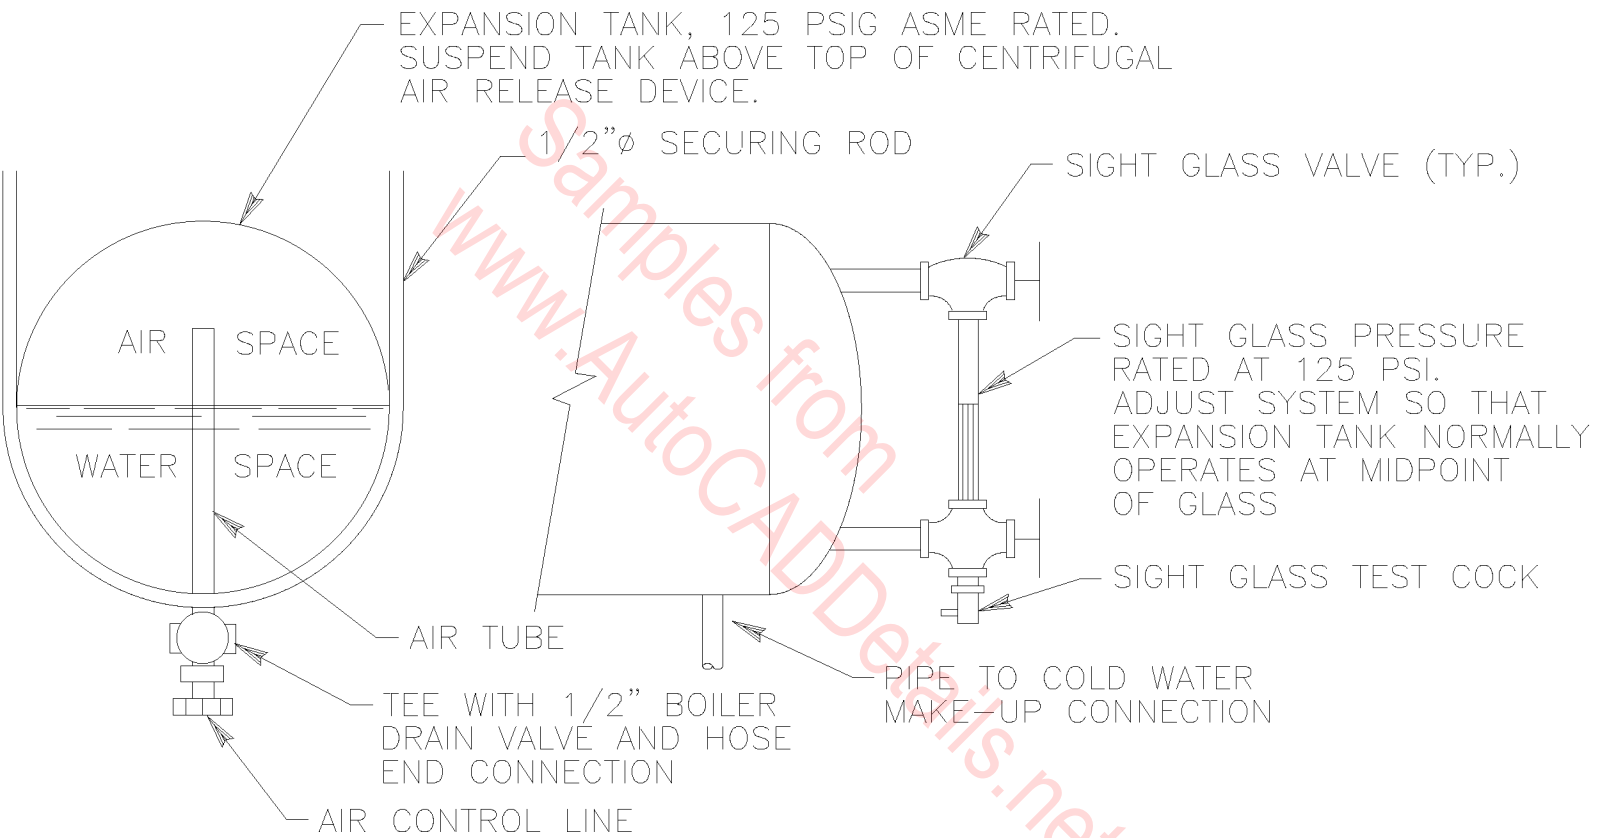 EXPANSION TANK, 125 PSIG ASME RATED.
SUSPEND TANK ABOVE TOP OF CENTRIFUGAL
AIR RELEASE DEVICE.
1/2"ø SECURING ROD
SIGHT GLASS VALVE (TYP.)
AIR SPACE
WATER SPACE
SIGHT GLASS PRESSURE
RATED AT 125 PSI.
ADJUST SYSTEM SO THAT
EXPANSION TANK NORMALLY
OPERATES AT MIDPOINT
OF GLASS
SIGHT GLASS TEST COCK
AIR TUBE
PIPE TO COLD WATER
MAKE-UP CONNECTION
TEE WITH 1/2" BOILER
DRAIN VALVE AND HOSE
END CONNECTION
AIR CONTROL LINE
Samples from
www.AutoCADDetails.net